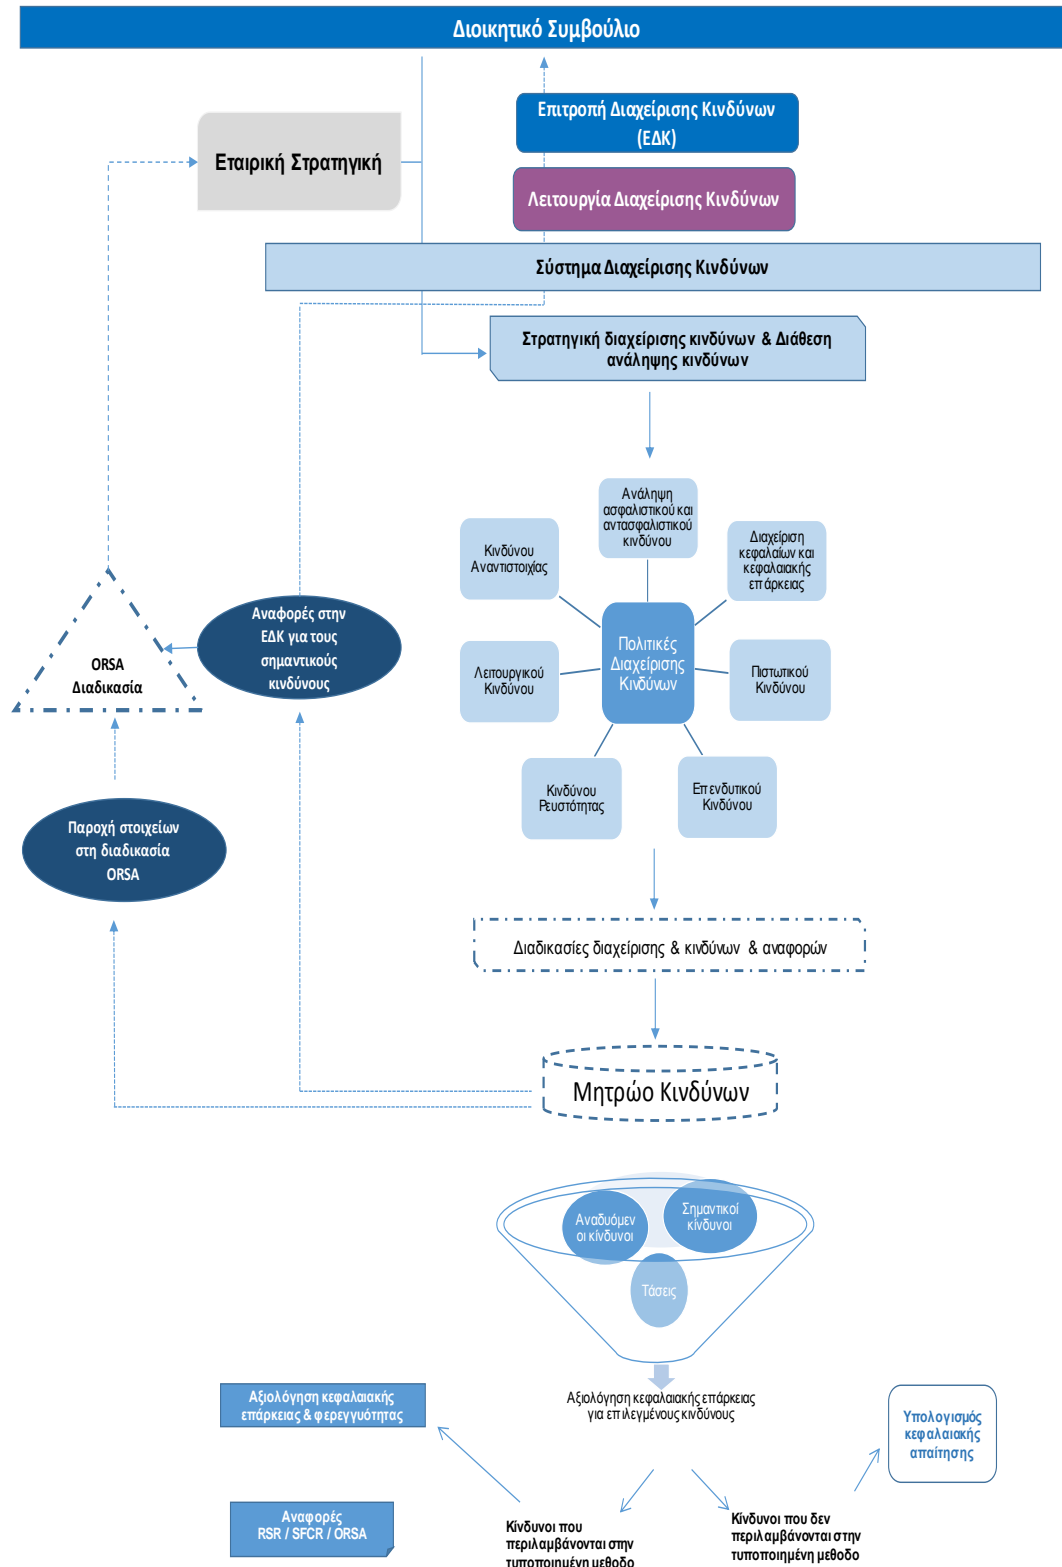 Διοικητικό Συμβούλιο
Επιτροπή Διαχείρισης Κινδύνων
(ΕΔΚ)
Εταιρική Στρατηγική
Λειτουργία Διαχείρισης Κινδύνων
Σύστημα Διαχείρισης Κινδύνων
Στρατηγική διαχείρισης κινδύνων & Διάθεση
ανάληψης κινδύνων
Ανάληψη
ασφαλιστικού και
αντασφαλιστικού
κινδύνου
Κινδύνου
Αναντιστοιχίας
Διαχείριση
κεφαλαίων και
κεφαλαιακής
επάρκειας
Πολιτικές
Διαχείρισης
Κινδύνων
Λειτουργικού
Κινδύνου
Πιστωτικού
Κινδύνου
Κινδύνου
Ρευστότητας
Επενδυτικού
Κινδύνου
Αναφορές στην
ΕΔΚ για τους
σημαντικούς
κινδύνους
ORSA
Διαδικασία
Παροχή στοιχείων
στη διαδικασία
ORSA
Διαδικασίες διαχείρισης & κινδύνων & αναφορών
Μητρώο Κινδύνων
Αναδυόμεν
οι κίνδυνοι
Σημαντικοί
κίνδυνοι
Τάσεις
Αξιολόγηση κεφαλαιακής επάρκειας
για επιλεγμένους κινδύνους
Αξιολόγηση κεφαλαιακής
επάρκειας & φερεγγυότητας
Υπολογισμός
κεφαλαιακής
απαίτησης
Αναφορές
RSR / SFCR / ORSA
Κίνδυνοι που
περιλαμβάνονται στην
τυποποιημένη μεθοδο
Κίνδυνοι που δεν
περιλαμβάνονται στην
τυποποιημένη μεθοδο